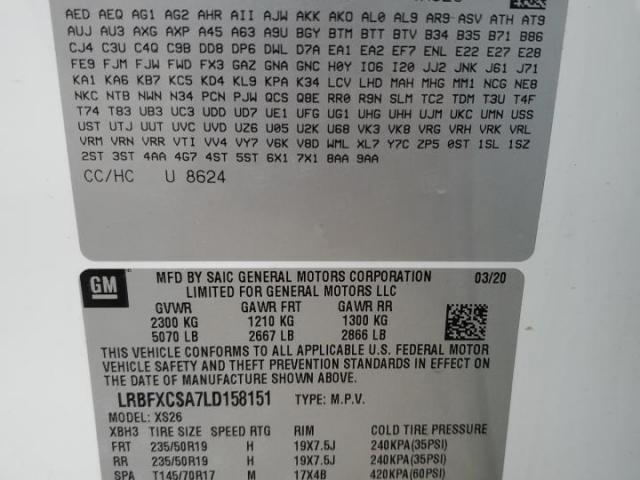 AED AEQ AG1 AG2 AHR AII AJW AKK AKO AL0 AL9 AR9 ASV ATH AT9
AUJ AU3 AXG AXP A45 A63 A9U BGY BTM BTT BTV B34 B35 B71 B86
CJ4 C3U C4Q C9B DD8 DP6 DWL D7A EA1 EA2 EF7 ENL E22 E27 E28
FE9 FJM FJW FWD FX3 GAZ GNA GNC H0Y IO6 I20 JJ2 JNK J61 J71
KA1 KA6 KB7 KC5 KD4 KL9 KPA K34 LCV LHD MAH MHG MM1 NCG NE8
NKC NTB NWN N34 PCN PJW QCS Q8E RR0 R9N SLM TC2 TDM T3U T4F
T74 T83 UB3 UC3 UDD UD7 UE1 UFG UG1 UHG UHH UJM UKC UMN USS
UST UTJ UUT UVC UVD UZ6 U05 U2K U68 VK3 VK8 VRG VRH VRK VRL
VRM VRN VRR VTI VV4 VY7 V6K V8D WML XL7 Y7C ZP5 0ST 1SL 1SZ
2ST 3ST 4AA 4G7 4ST 5ST 6X1 7X1 8AA 9AA
CC/HC U 8624
GM
MFD BY SAIC GENERAL MOTORS CORPORATION 03/20
LIMITED FOR GENERAL MOTORS LLC
GVWR GAWR FRT GAWR RR
2300 KG 1210 KG 1300 KG
5070 LB 2667 LB 2866 LB
THIS VEHICLE CONFORMS TO ALL APPLICABLE U.S. FEDERAL MOTOR
VEHICLE SAFETY AND THEFT PREVENTION STANDARDS IN EFFECT
ON THE DATE OF MANUFACTURE SHOWN ABOVE.
LRBFXCSA7LD158151 TYPE: M.P.V.
MODEL: XS26
XBH3 TIRE SIZE SPEED RTG RIM COLD TIRE PRESSURE
FRT 235/50R19 H 19X7.5J 240KPA(35PSI)
RR 235/50R19 H 19X7.5J 240KPA(35PSI)
SPA T145/70R17 M 17X4B 420KPA(60PSI)